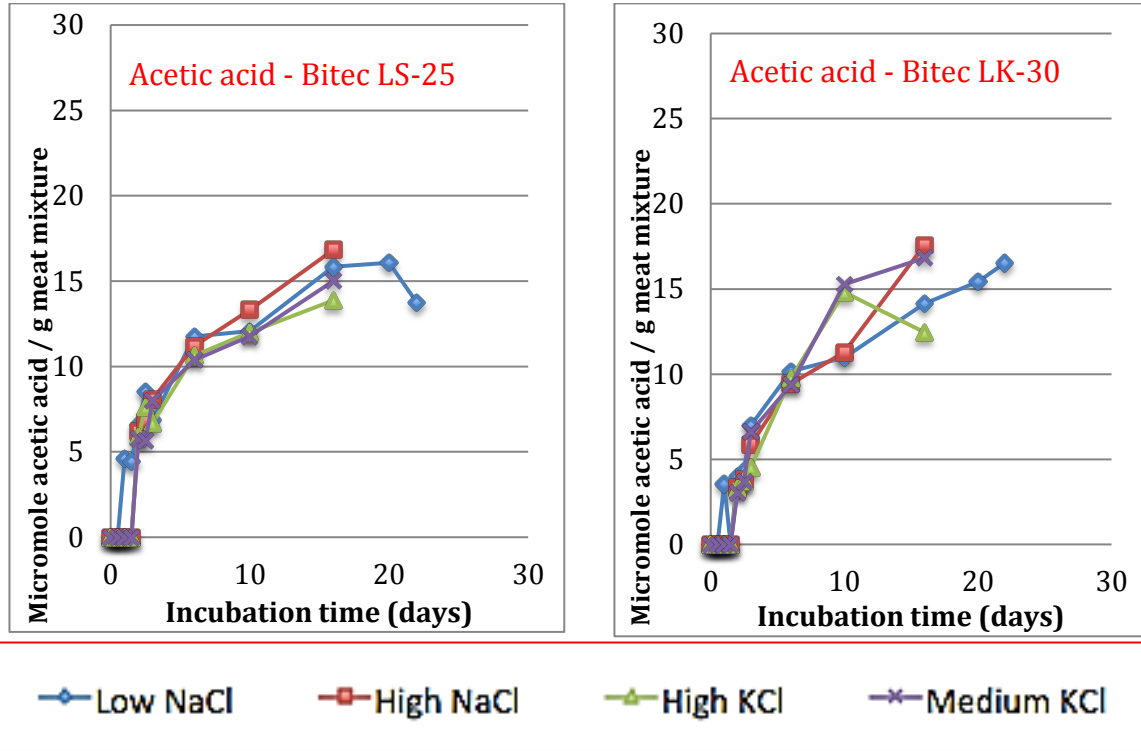 Acetic acid - Bitec LS-25
Micromole acetic acid / g meat mixture
30
25
20
15
10
5
0
0 10 20 30
Incubation time (days)
Acetic acid - Bitec LK-30
Micromole acetic acid / g meat mixture
30
25
20
15
10
5
0
0 10 20 30
Incubation time (days)
Low NaCl High NaCl High KCl Medium KCl